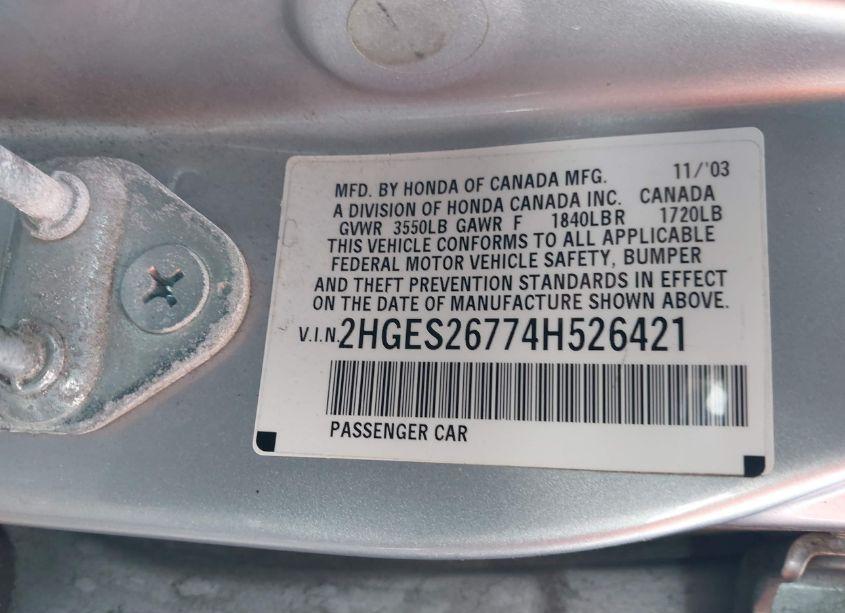 MFD. BY HONDA OF CANADA MFG. 11/'03
A DIVISION OF HONDA CANADA INC. CANADA
GVWR 3550LB GAWR F 1840LB R 1720LB
THIS VEHICLE CONFORMS TO ALL APPLICABLE
FEDERAL MOTOR VEHICLE SAFETY, BUMPER
AND THEFT PREVENTION STANDARDS IN EFFECT
ON THE DATE OF MANUFACTURE SHOWN ABOVE.
V.I.N. 2HGES26774H526421
PASSENGER CAR